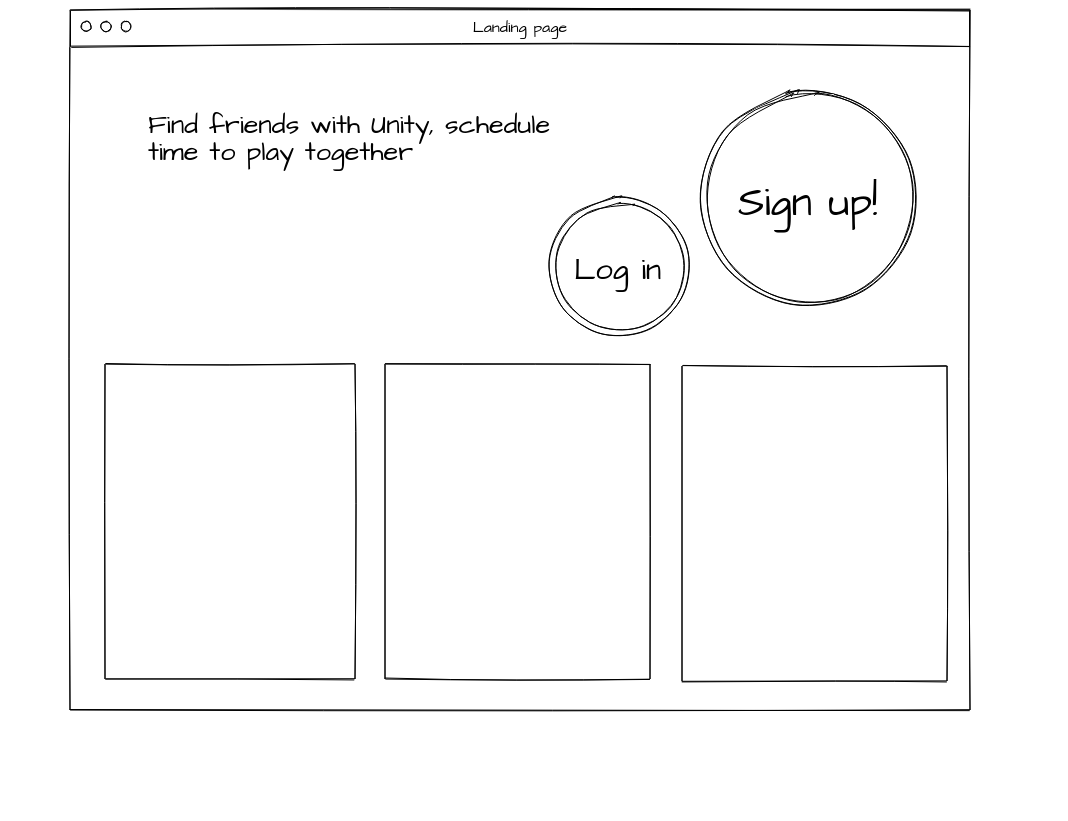 Landing page
Find friends with Unity, schedule
time to play together
Sign up!
Log in